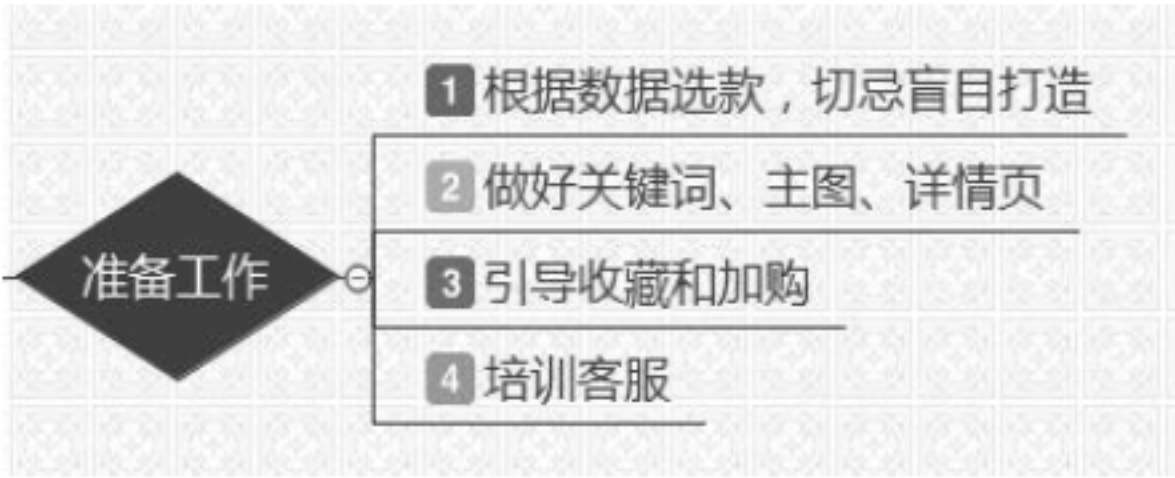 准备工作
1 根据数据选款，切忌盲目打造
2 做好关键词、主图、详情页
3 引导收藏和加购
4 培训客服